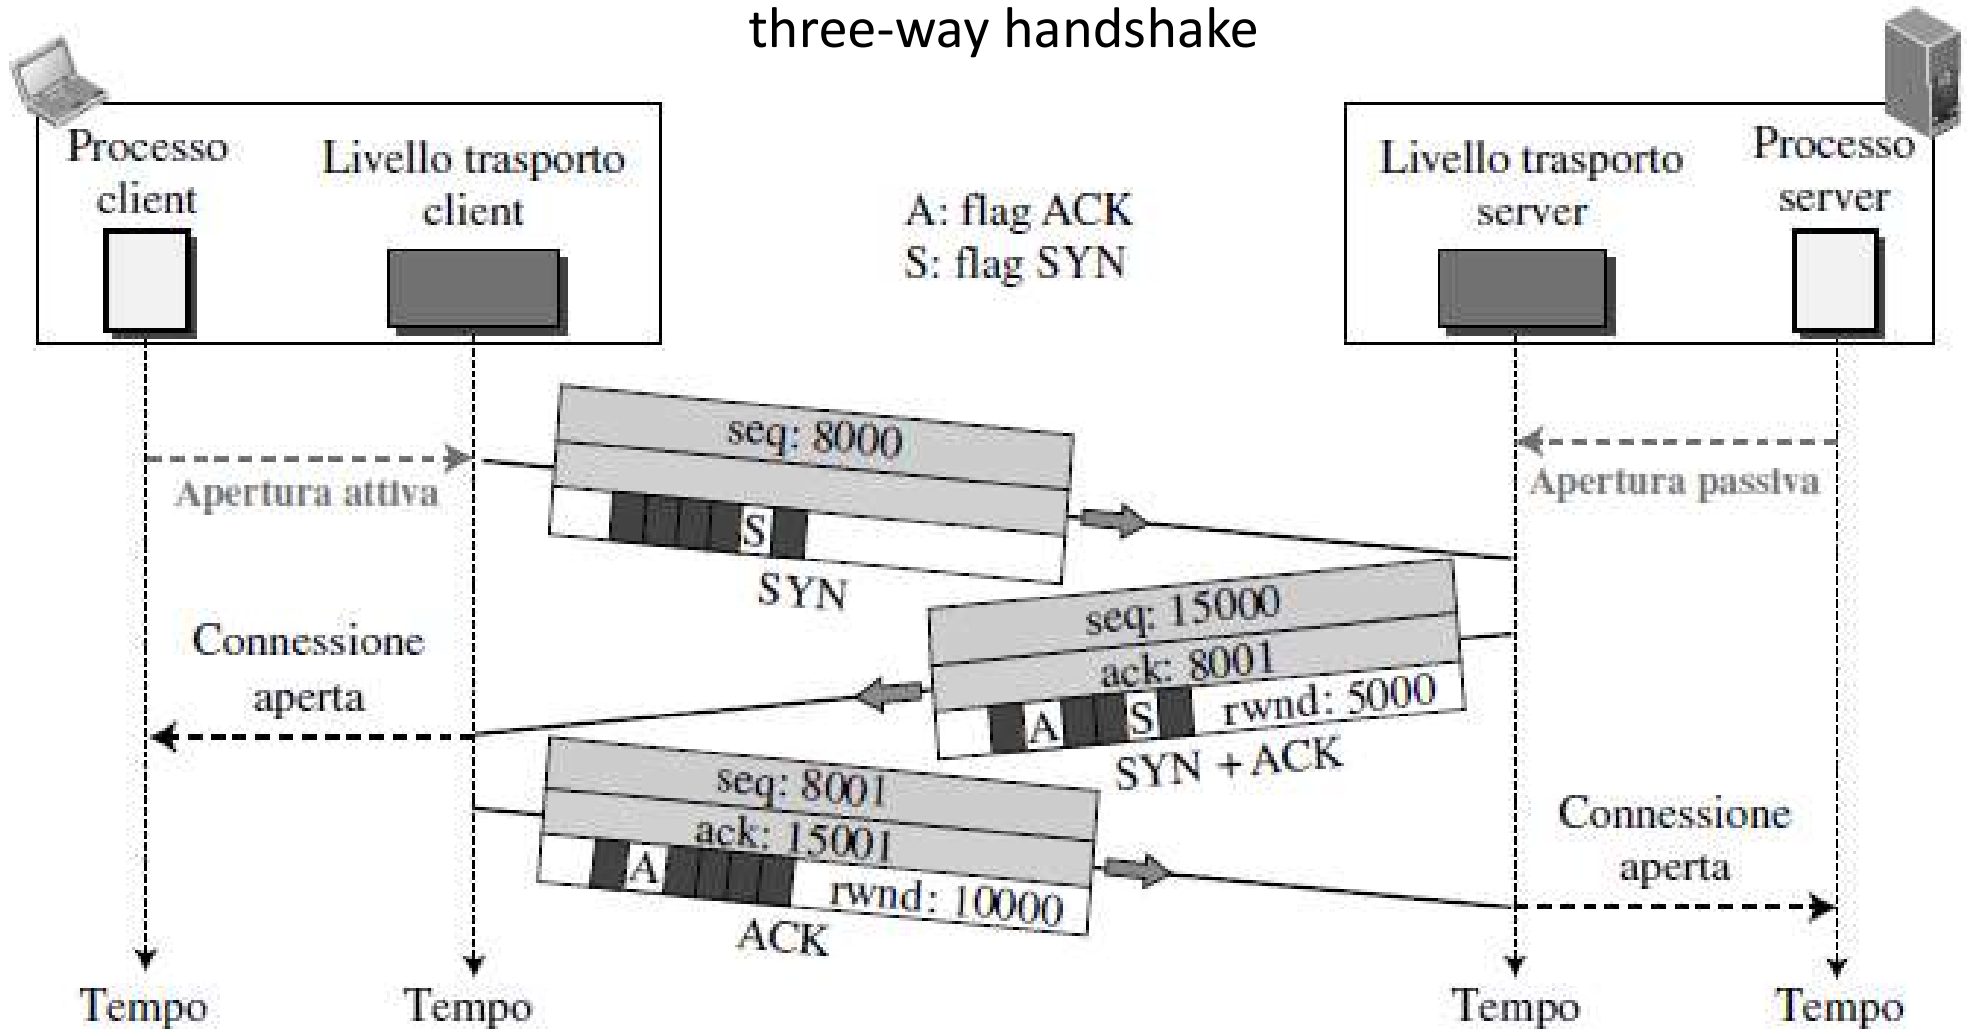 three-way handshake
Processo
client
Livello trasporto
client
A: flag ACK
S: flag SYN
Livello trasporto
server
Processo
server
seq: 8000
S
SYN
Apertura attiva
Apertura passiva
seq: 15000
ack: 8001
A S rwnd: 5000
SYN + ACK
Connessione
aperta
seq: 8001
ack: 15001
A rwnd: 10000
ACK
Connessione
aperta
Tempo
Tempo
Tempo
Tempo